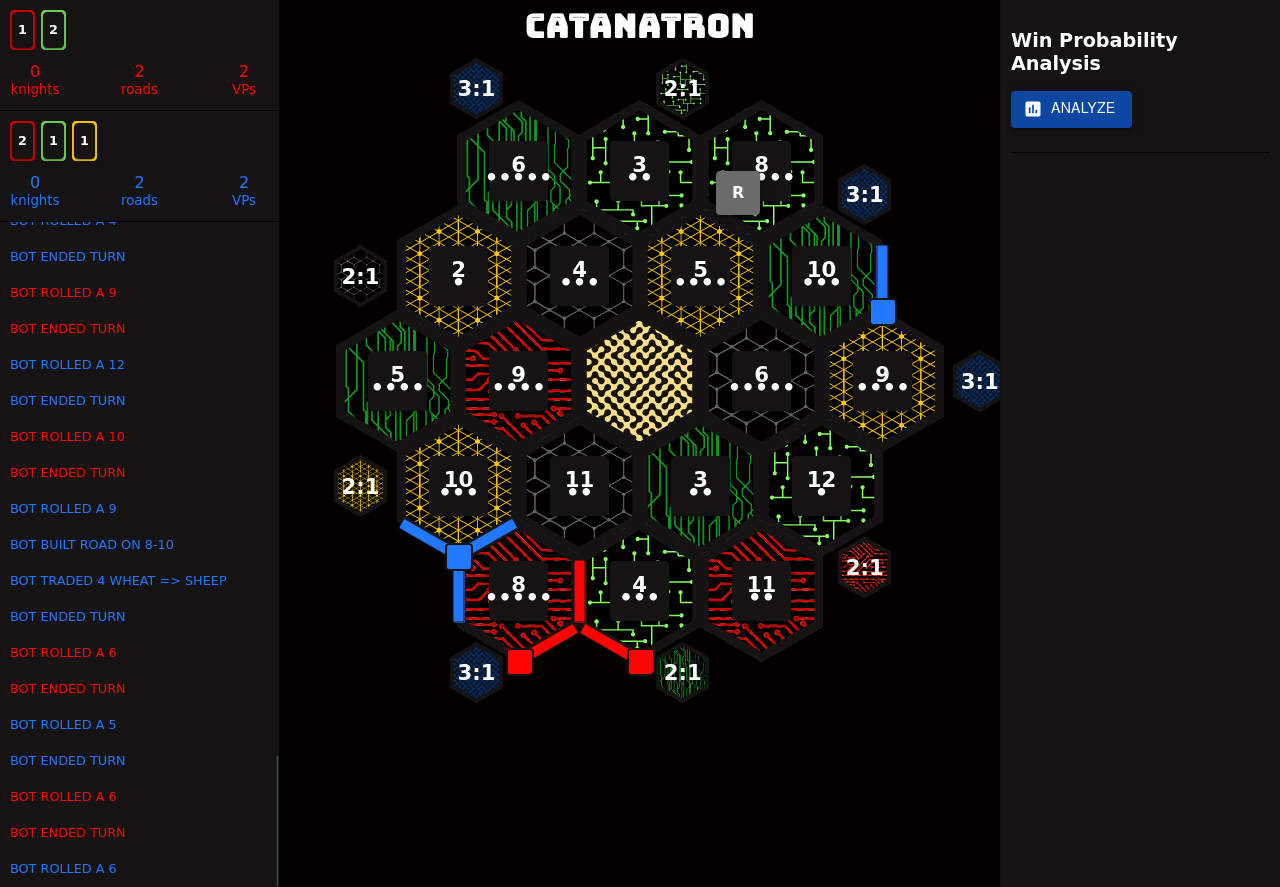 CATANATRON
1 2
0 2 2
knights roads VPs
2 1 1
0 2 2
knights roads VPs
BOT ROLLED A 4
BOT ENDED TURN
BOT ROLLED A 9
BOT ENDED TURN
BOT ROLLED A 12
BOT ENDED TURN
BOT ROLLED A 10
BOT ENDED TURN
BOT ROLLED A 9
BOT BUILT ROAD ON 8-10
BOT TRADED 4 WHEAT => SHEEP
BOT ENDED TURN
BOT ROLLED A 6
BOT ENDED TURN
BOT ROLLED A 5
BOT ENDED TURN
BOT ROLLED A 6
BOT ENDED TURN
BOT ROLLED A 6
3:1 2:1
6 3 8
R
3:1
2:1 2 4 5 10
5 9 6 9 3:1
2:1 10 11 3 12
8 4 11 2:1
3:1 2:1
Win Probability
Analysis
ANALYZE